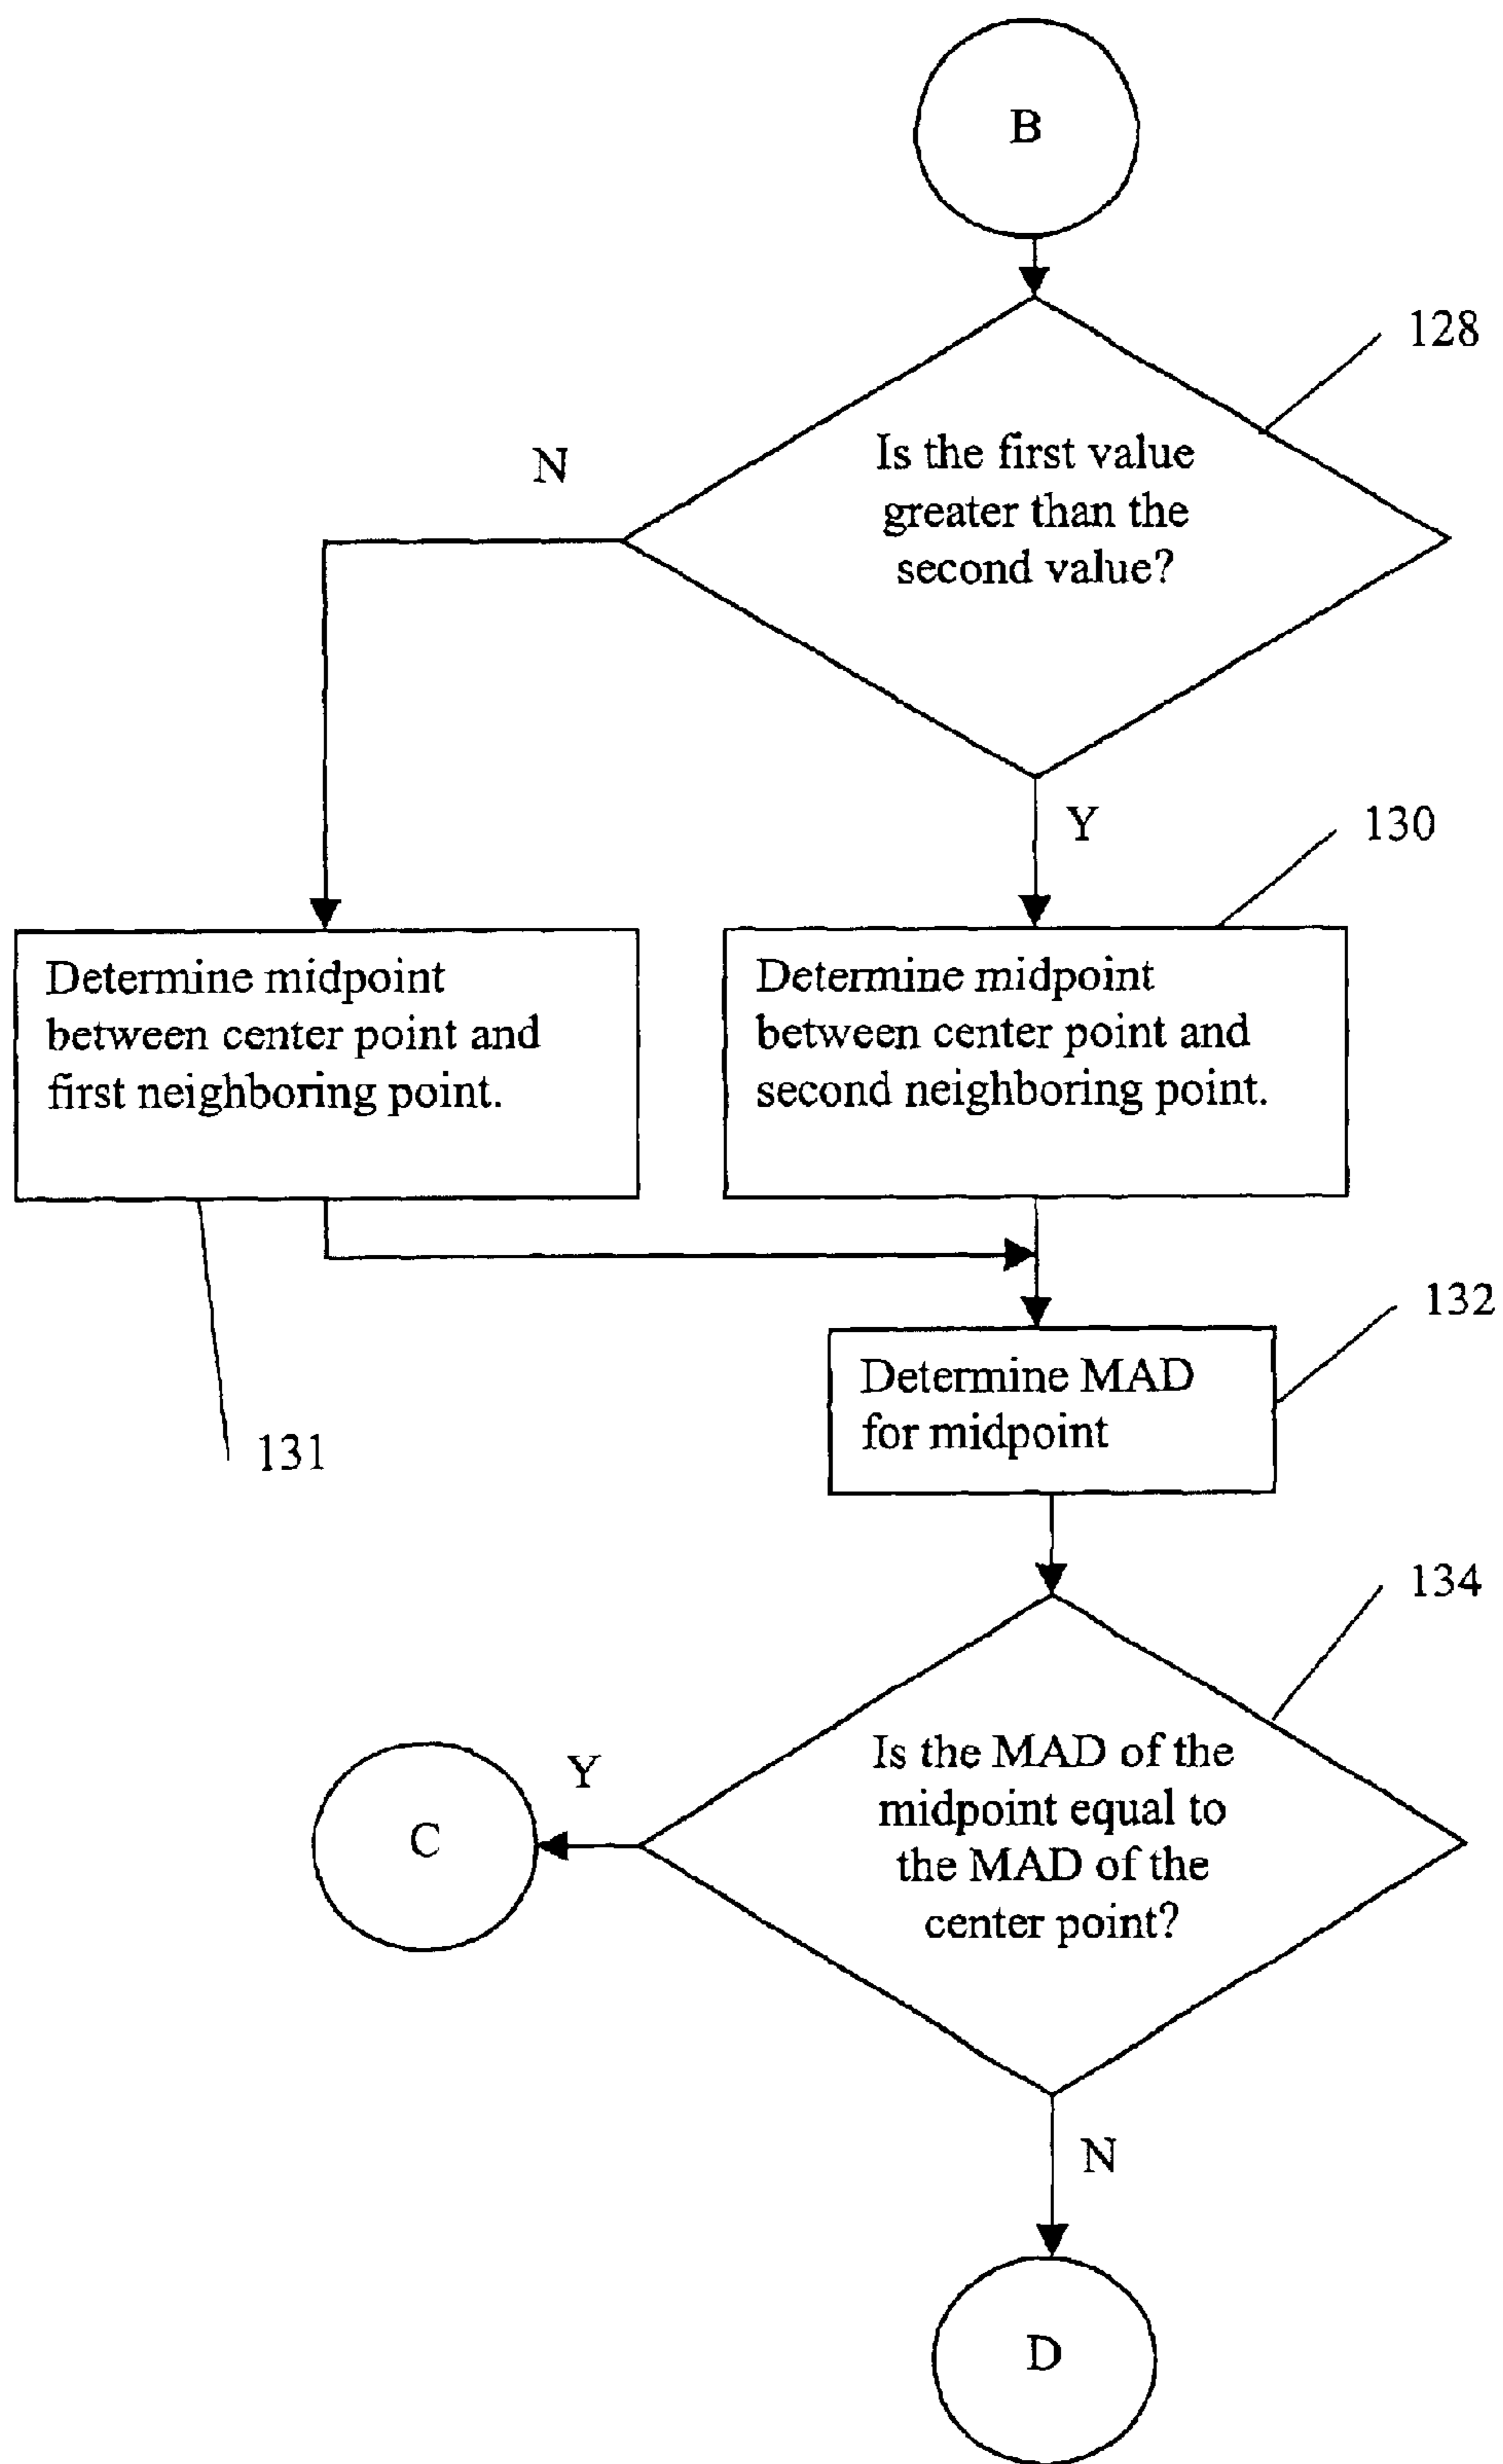 B
128
Is the first value
greater than the
second value?
N
Y
130
Determine midpoint
between center point and
first neighboring point.
Determine midpoint
between center point and
second neighboring point.
131
132
Determine MAD
for midpoint
134
Is the MAD of the
midpoint equal to
the MAD of the
center point?
Y
C
N
D